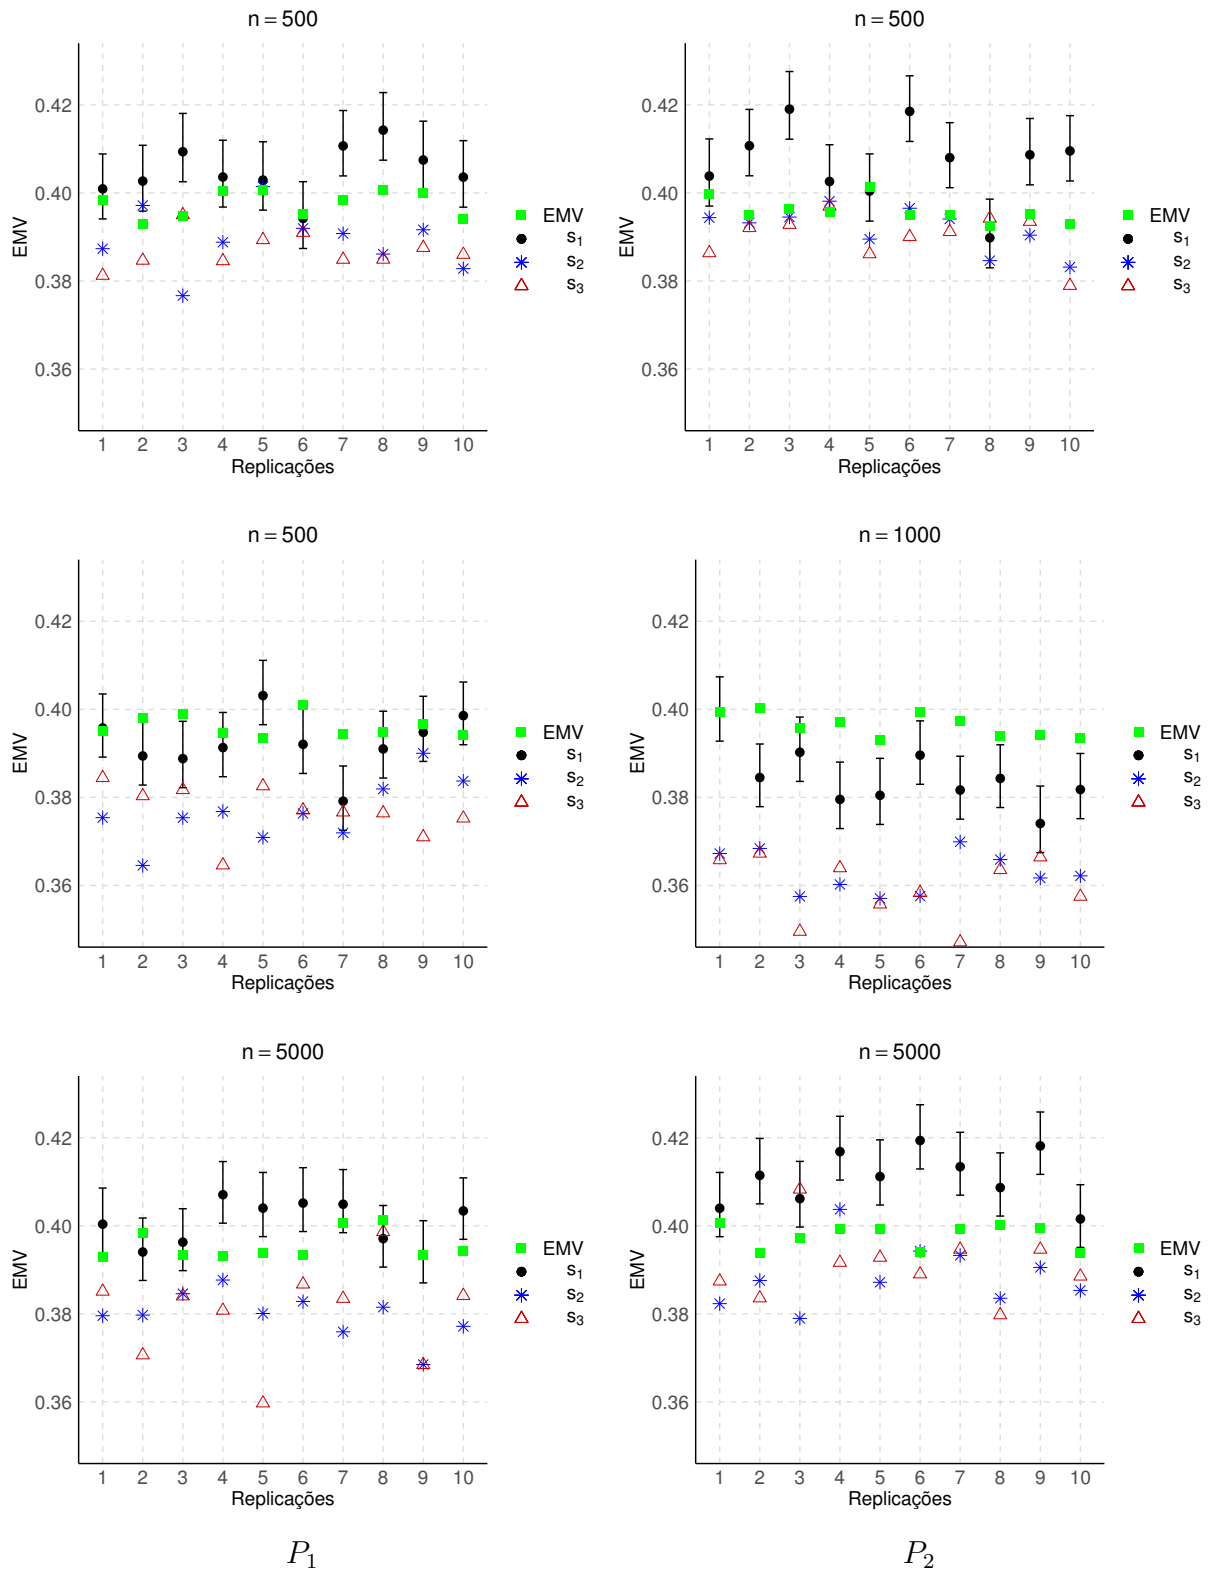 n = 500
EMV
0.42
0.40
0.38
0.36
1 2 3 4 5 6 7 8 9 10
Replicações
EMV
s1
s2
s3
n = 500
EMV
0.42
0.40
0.38
0.36
1 2 3 4 5 6 7 8 9 10
Replicações
EMV
s1
s2
s3
n = 500
EMV
0.42
0.40
0.38
0.36
1 2 3 4 5 6 7 8 9 10
Replicações
EMV
s1
s2
s3
n = 1000
EMV
0.42
0.40
0.38
0.36
1 2 3 4 5 6 7 8 9 10
Replicações
EMV
s1
s2
s3
n = 5000
EMV
0.42
0.40
0.38
0.36
1 2 3 4 5 6 7 8 9 10
Replicações
EMV
s1
s2
s3
n = 5000
EMV
0.42
0.40
0.38
0.36
1 2 3 4 5 6 7 8 9 10
Replicações
EMV
s1
s2
s3
P1
P2